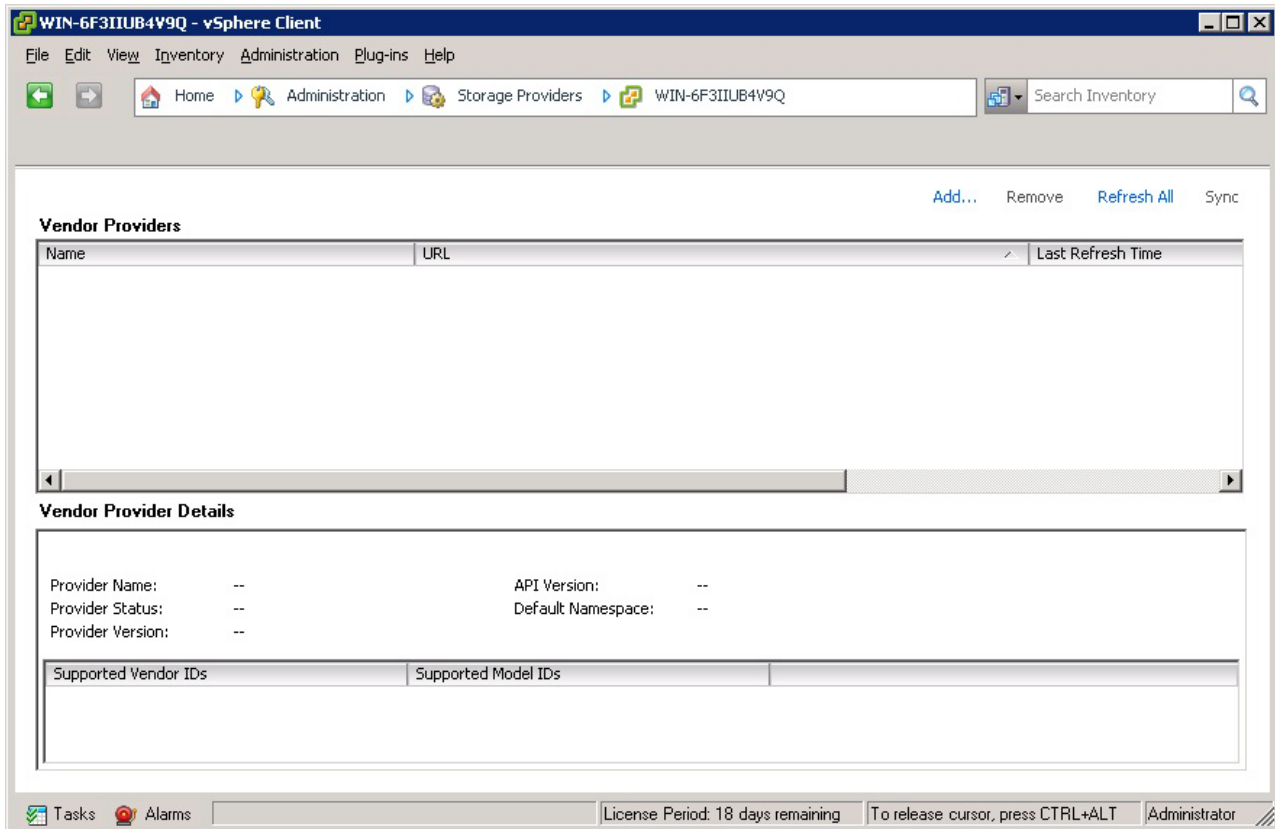 WIN-6F3IIUB4V9Q - vSphere Client
File Edit View Inventory Administration Plug-ins Help
Home Administration Storage Providers WIN-6F3IIUB4V9Q Search Inventory
Add... Remove Refresh All Sync
Vendor Providers
Name URL Last Refresh Time
Vendor Provider Details
Provider Name: -- API Version: --
Provider Status: -- Default Namespace: --
Provider Version: --
Supported Vendor IDs Supported Model IDs
Tasks Alarms License Period: 18 days remaining To release cursor, press CTRL+ALT Administrator